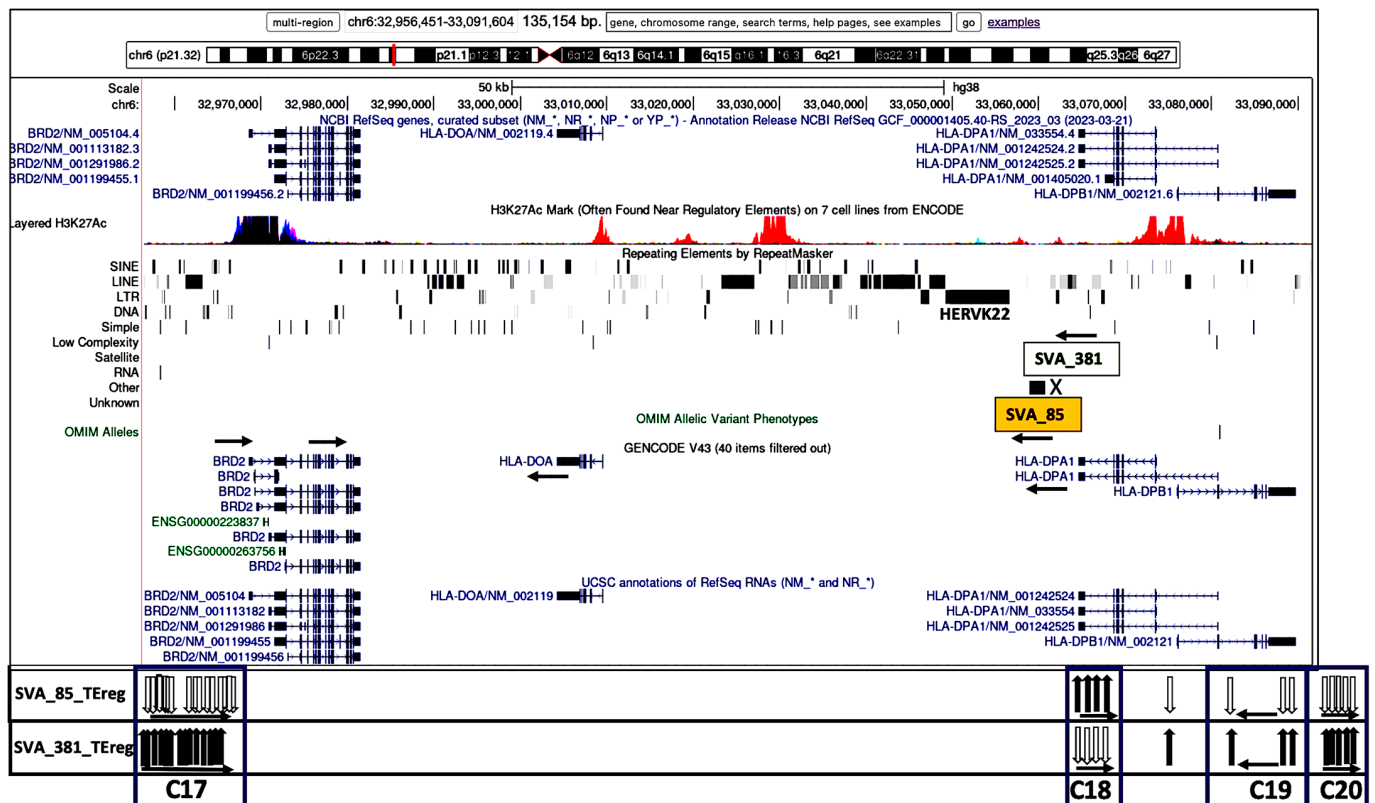 multi-region chr6:32,956,451-33,091,604 135,154 bp. gene, chromosome range, search terms, help pages, see examples go examples
chr6 (p21.32) 6p22.3 p21.1 p12.3 12.1 6q12 6q13 6q14.1 6q15 q16.1 16.3 6q21 6q22.31 q25.3 q26 6q27
Scale 50 kb hg38
chr6: 32,970,000 32,980,000 32,990,000 33,000,000 33,010,000 33,020,000 33,030,000 33,040,000 33,050,000 33,060,000 33,070,000 33,080,000 33,090,000
NCBI RefSeq genes, curated subset (NM_*, NR_*, NP_* or YP_*) - Annotation Release NCBI RefSeq GCF_000001405.40-RS_2023_03 (2023-03-21)
BRD2/NM_005104.4 HLA-DOA/NM_002119.4 HLA-DPA1/NM_033554.4
BRD2/NM_001113182.3 HLA-DPA1/NM_001242524.2
BRD2/NM_001291986.2 HLA-DPA1/NM_001242525.2
BRD2/NM_001199455.1 HLA-DPA1/NM_001405020.1
BRD2/NM_001199456.2 HLA-DPB1/NM_002121.6
H3K27Ac Mark (Often Found Near Regulatory Elements) on 7 cell lines from ENCODE
Layered H3K27Ac
Repeating Elements by RepeatMasker
SINE
LINE
LTR
DNA HERVK22
Simple
Low Complexity
Satellite SVA_381
RNA
Other X
Unknown
SVA_85
OMIM Allelic Variant Phenotypes
OMIM Alleles
GENCODE V43 (40 items filtered out)
BRD2 HLA-DOA HLA-DPA1
BRD2 HLA-DPA1
BRD2 HLA-DPB1
BRD2
ENSG00000223837
BRD2
ENSG00000263756
BRD2
UCSC annotations of RefSeq RNAs (NM_* and NR_*)
BRD2/NM_005104 HLA-DOA/NM_002119 HLA-DPA1/NM_001242524
BRD2/NM_001113182 HLA-DPA1/NM_033554
BRD2/NM_001291986 HLA-DPA1/NM_001242525
BRD2/NM_001199455 HLA-DPB1/NM_002121
BRD2/NM_001199456
SVA_85_TEreg
SVA_381_TEreg
C17 C18 C19 C20